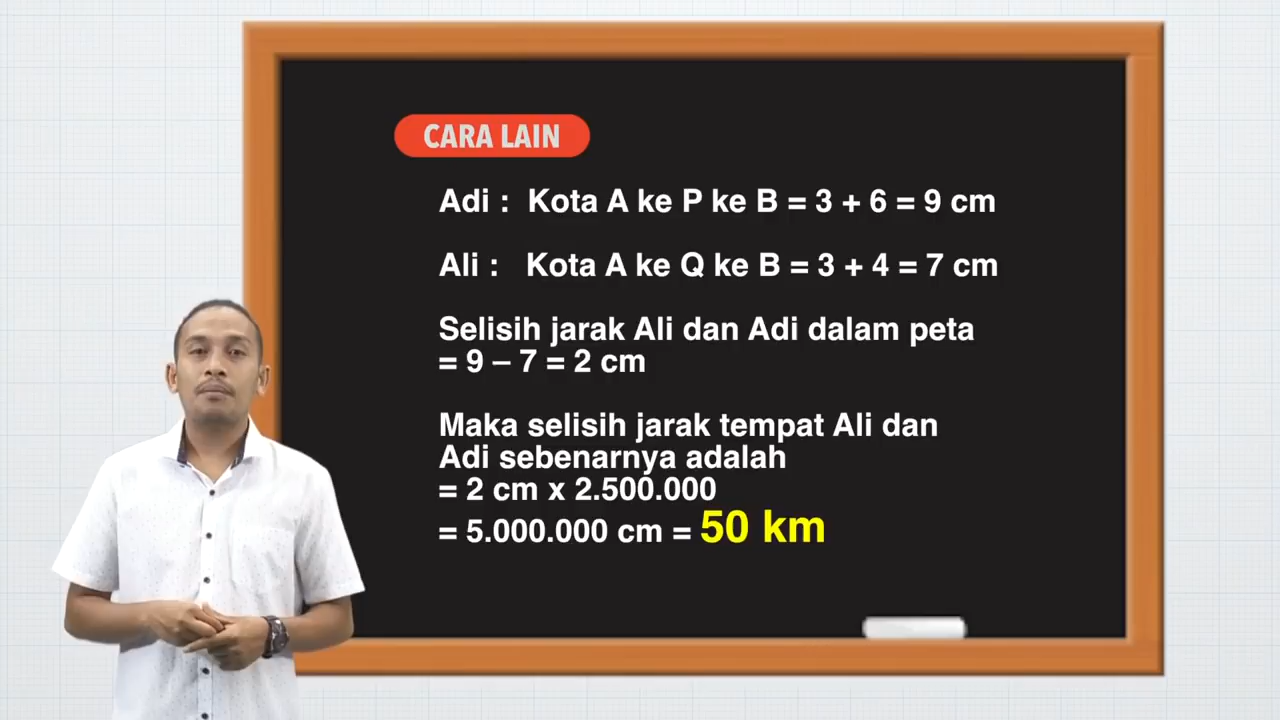 CARA LAIN
Adi : Kota A ke P ke B = 3 + 6 = 9 cm
Ali : Kota A ke Q ke B = 3 + 4 = 7 cm
Selisih jarak Ali dan Adi dalam peta
= 9 – 7 = 2 cm
Maka selisih jarak tempat Ali dan
Adi sebenarnya adalah
= 2 cm x 2.500.000
= 5.000.000 cm = 50 km